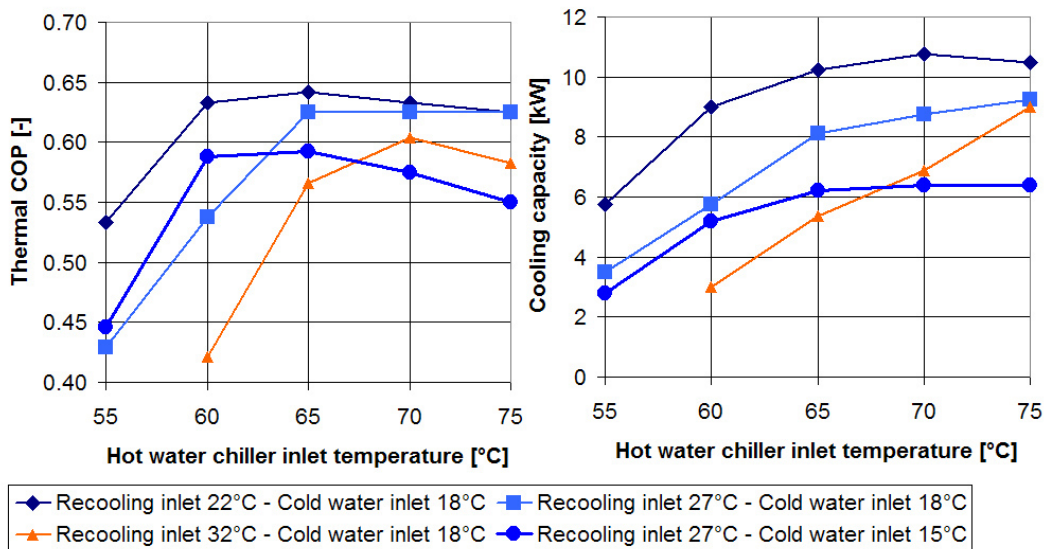 0.70
0.65
0.60
0.55
0.50
0.45
0.40
Thermal COP [-]
55 60 65 70 75
Hot water chiller inlet temperature [°C]
12
10
8
6
4
2
0
Cooling capacity [kW]
55 60 65 70 75
Hot water chiller inlet temperature [°C]
Recooling inlet 22°C - Cold water inlet 18°C Recooling inlet 27°C - Cold water inlet 18°C
Recooling inlet 32°C - Cold water inlet 18°C Recooling inlet 27°C - Cold water inlet 15°C